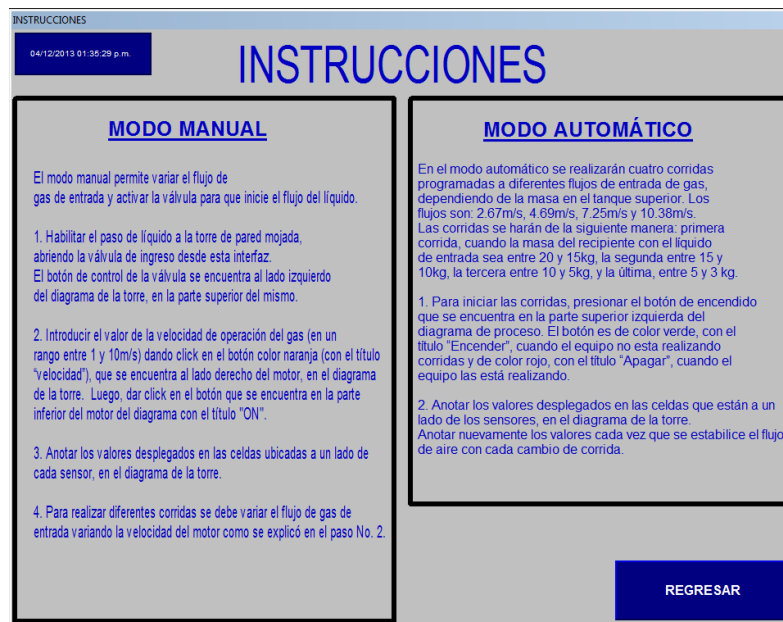 INSTRUCCIONES
04/12/2013 01:35:29 p.m.
INSTRUCCIONES
MODO MANUAL
El modo manual permite variar el flujo de
gas de entrada y activar la válvula para que inicie el flujo del líquido.
1. Habilitar el paso de líquido a la torre de pared mojada,
abriendo la válvula de ingreso desde esta interfaz.
El botón de control de la válvula se encuentra al lado izquierdo
del diagrama de la torre, en la parte superior del mismo.
2. Introducir el valor de la velocidad de operación del gas (en un
rango entre 1 y 10m/s) dando click en el botón color naranja (con el título
“velocidad”), que se encuentra al lado derecho del motor, en el diagrama
de la torre. Luego, dar click en el botón que se encuentra en la parte
inferior del motor del diagrama con el título "ON".
3. Anotar los valores desplegados en las celdas ubicadas a un lado de
cada sensor, en el diagrama de la torre.
4. Para realizar diferentes corridas se debe variar el flujo de gas de
entrada variando la velocidad del motor como se explicó en el paso No. 2.
MODO AUTOMÁTICO
En el modo automático se realizarán cuatro corridas
programadas a diferentes flujos de entrada de gas,
dependiendo de la masa en el tanque superior. Los
flujos son: 2.67m/s, 4.69m/s, 7.25m/s y 10.38m/s.
Las corridas se harán de la siguiente manera: primera
corrida, cuando la masa del recipiente con el líquido
de entrada sea entre 20 y 15kg, la segunda entre 15 y
10kg, la tercera entre 10 y 5kg, y la última, entre 5 y 3 kg.
1. Para iniciar las corridas, presionar el botón de encendido
que se encuentra en la parte superior izquierda del
diagrama de proceso. El botón es de color verde, con el
título “Encender”, cuando el equipo no esta realizando
corridas y de color rojo, con el título “Apagar”, cuando el
equipo las está realizando.
2. Anotar los valores desplegados en las celdas que están a un
lado de los sensores, en el diagrama de la torre.
Anotar nuevamente los valores cada vez que se estabilice el flujo
de aire con cada cambio de corrida.
REGRESAR